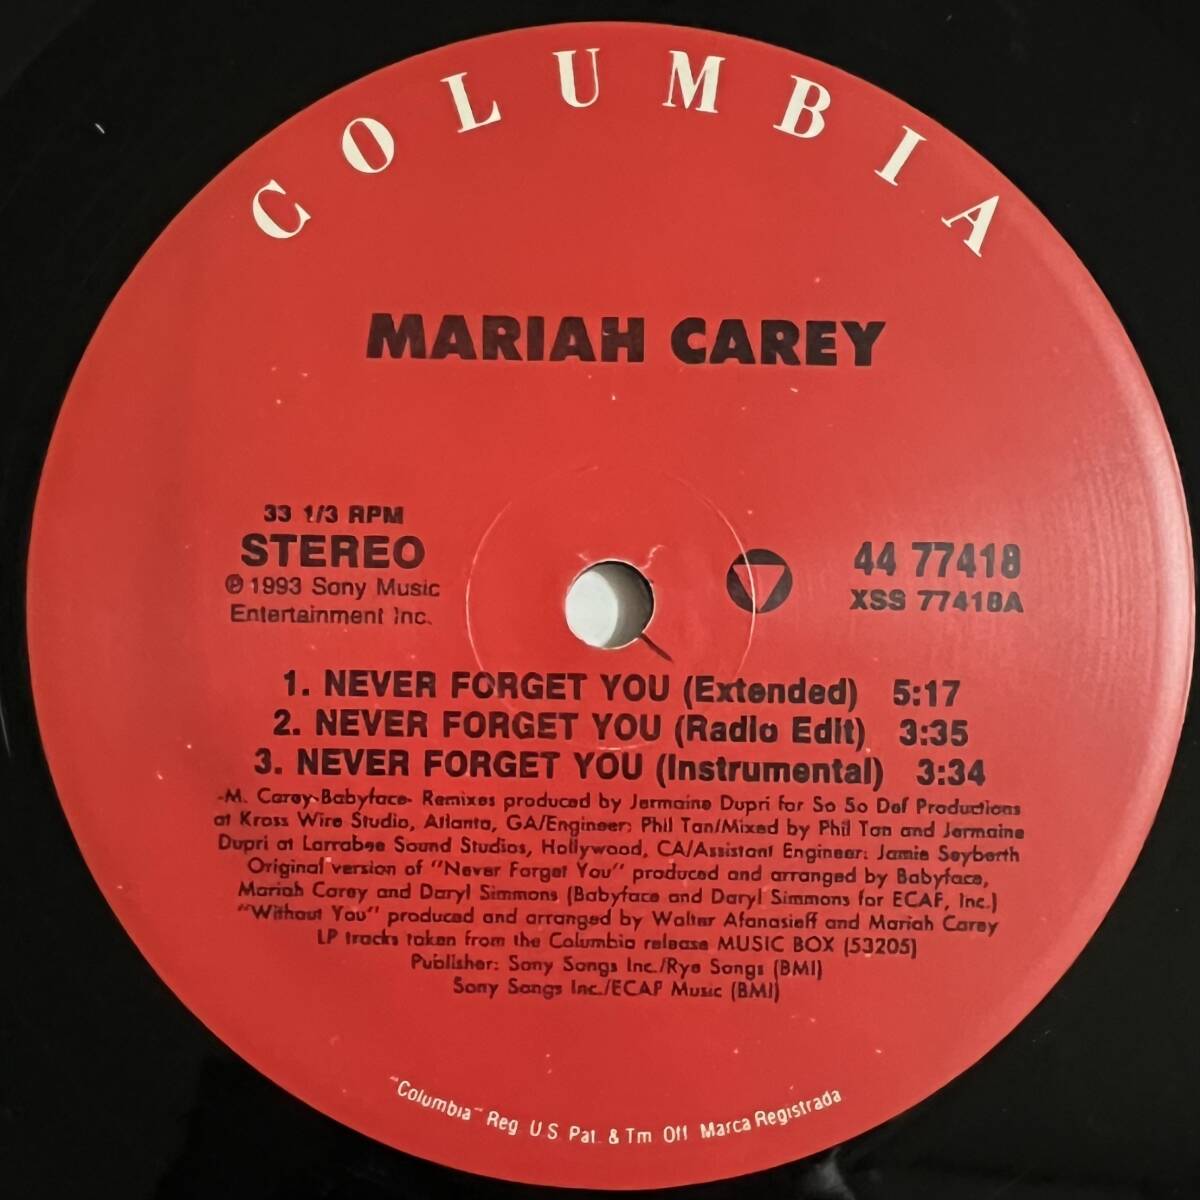 COLUMBIA
MARIAH CAREY
33 1/3 RPM
STEREO
℗ 1993 Sony Music
Entertainment Inc.
44 77418
XSS 77418A
1. NEVER FORGET YOU (Extended) 5:17
2. NEVER FORGET YOU (Radio Edit) 3:35
3. NEVER FORGET YOU (Instrumental) 3:34
-M. Carey-Babyface- Remixes produced by Jermaine Dupri for So So Def Productions
at Kross Wire Studio, Atlanta, GA/Engineer: Phil Tan/Mixed by Phil Tan and Jermaine
Dupri at Larrabee Sound Studios, Hollywood, CA/Assistant Engineer: Jamie Seyberth
Original version of "Never Forget You" produced and arranged by Babyface,
Mariah Carey and Daryl Simmons (Babyface and Daryl Simmons for ECAF, Inc.)
"Without You" produced and arranged by Walter Afanasieff and Mariah Carey
LP tracks taken from the Columbia release MUSIC BOX (53205)
Publisher: Sony Songs Inc./Rye Songs (BMI)
Sony Songs Inc./ECAF Music (BMI)
"Columbia" Reg. U.S. Pat. & Tm. Off. Marca Registrada